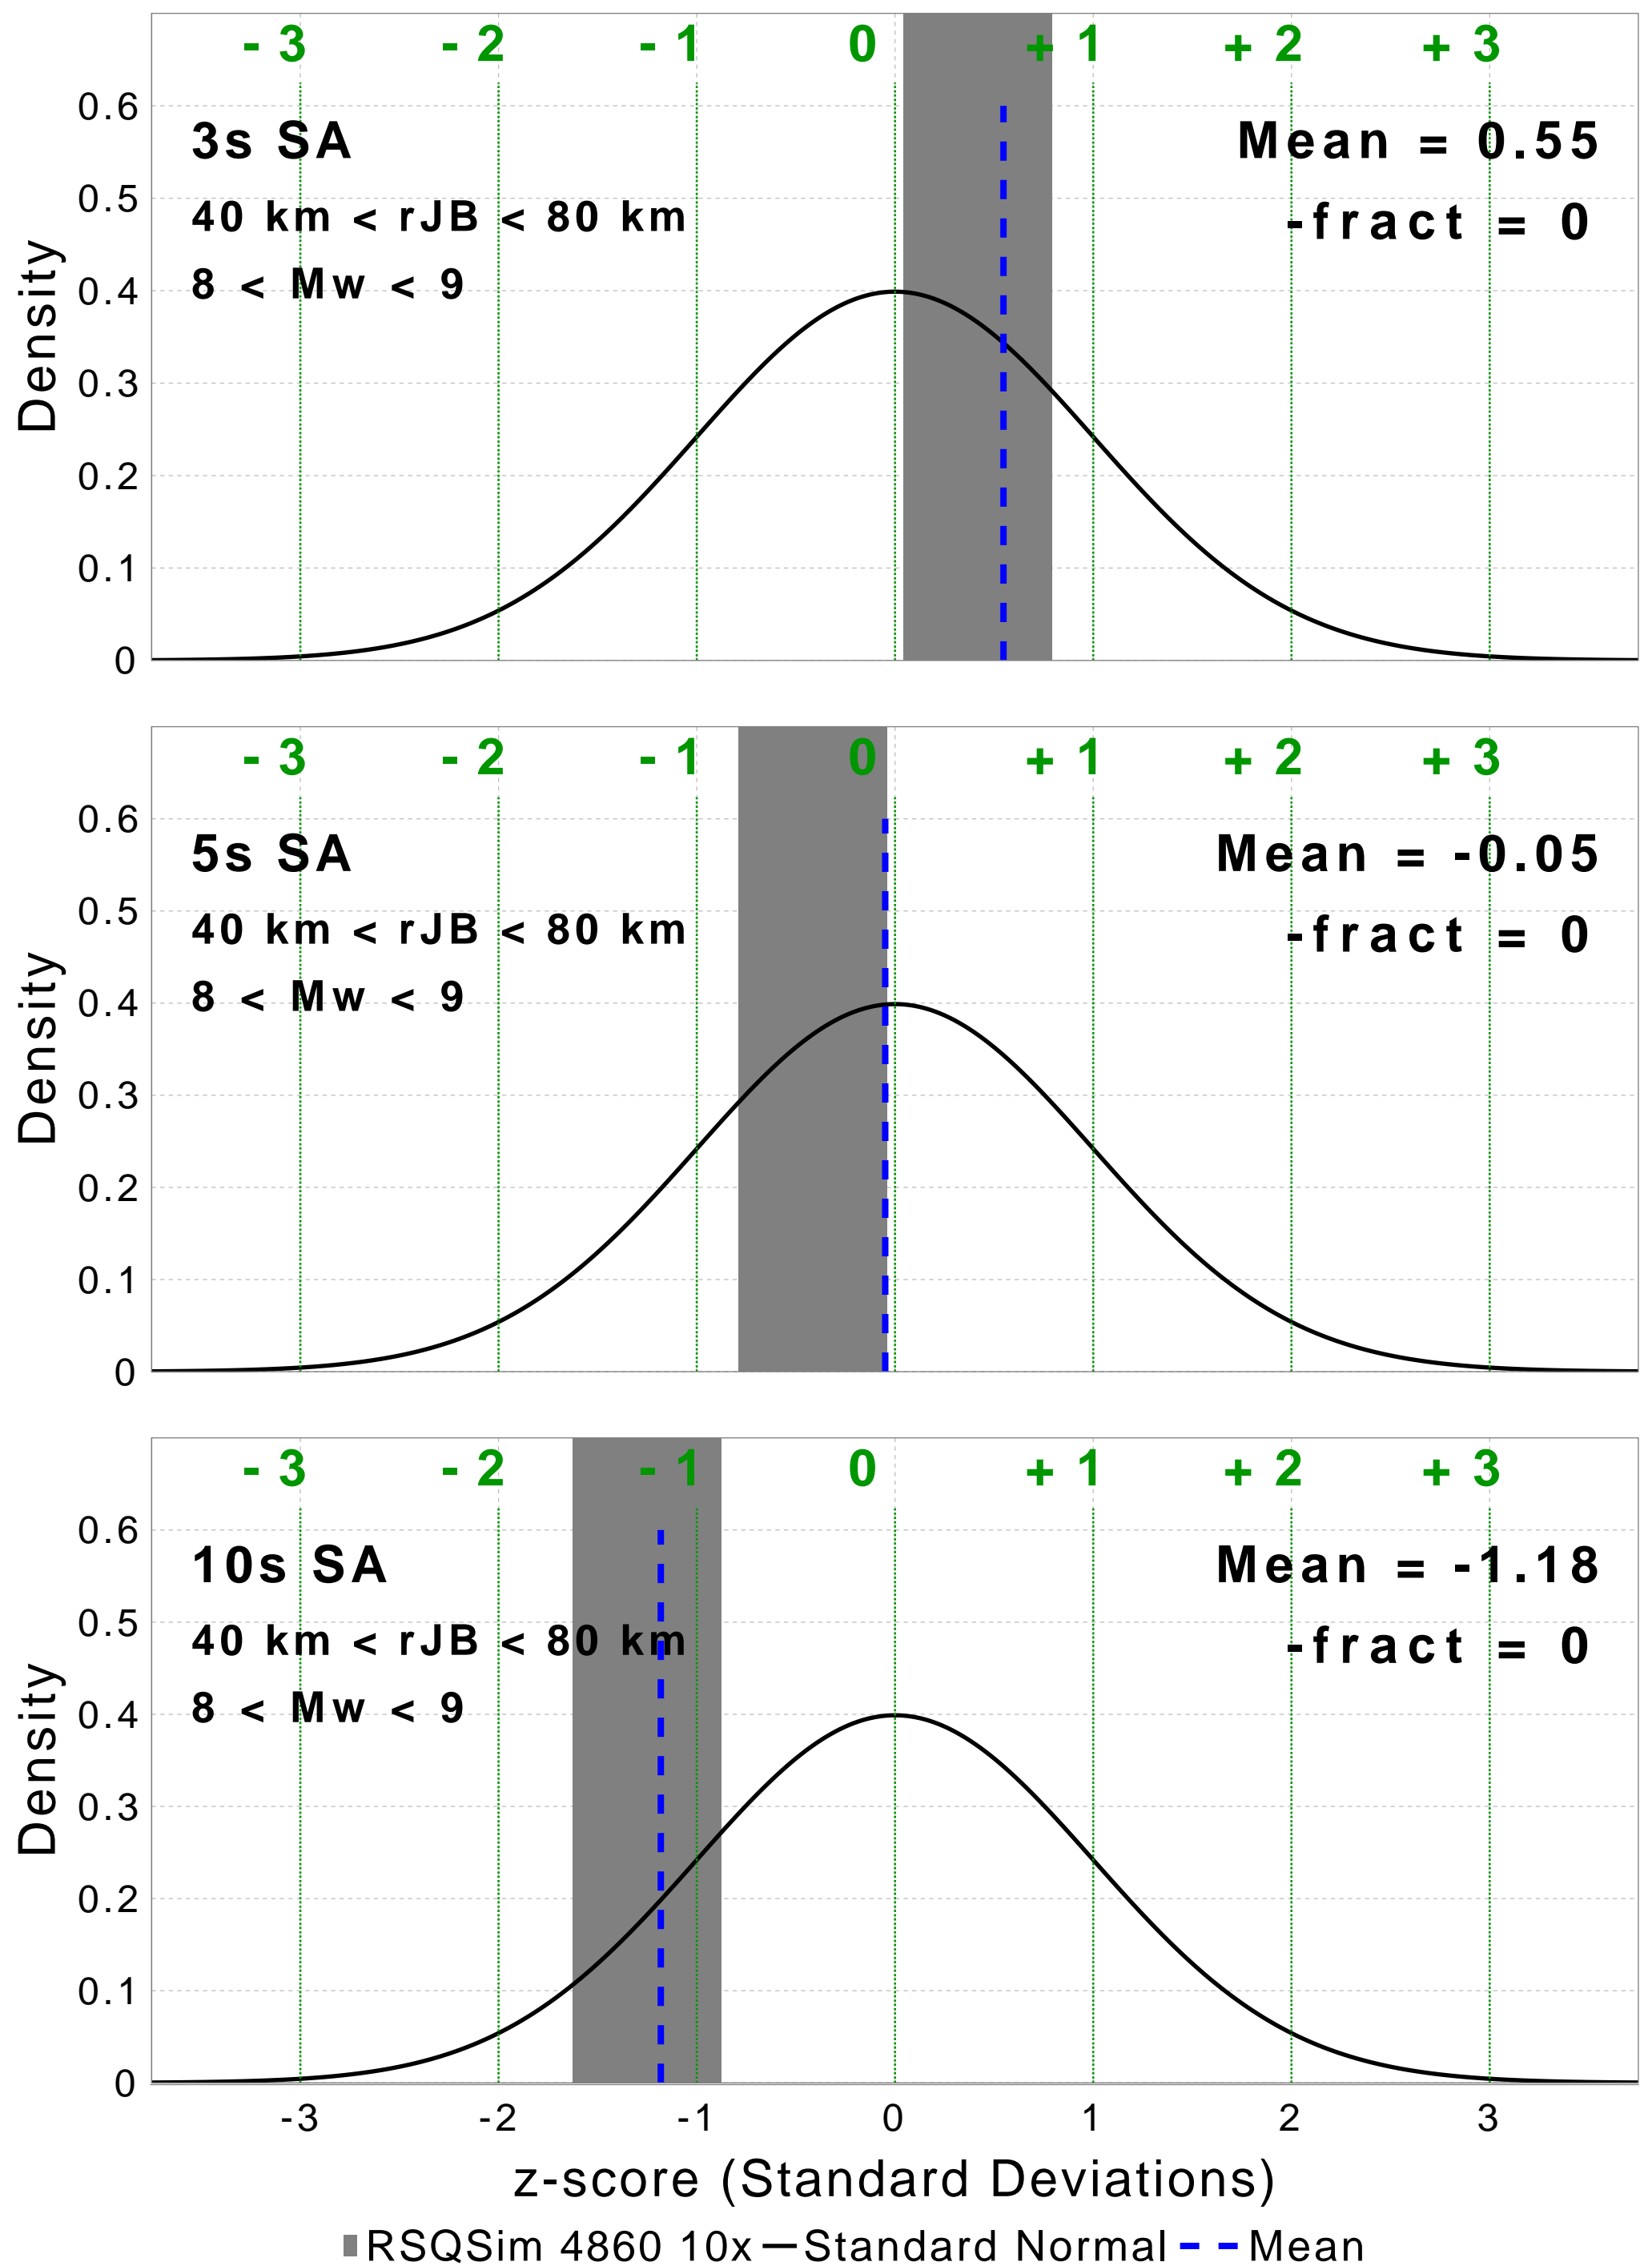 - 3 - 2 - 1 0 + 1 + 2 + 3
0.6
3s SA Mean = 0.55
0.5
40 km < rJB < 80 km -fract = 0
8 < Mw < 9
0.4
Density
0.3
0.2
0.1
0
- 3 - 2 - 1 0 + 1 + 2 + 3
0.6
5s SA Mean = -0.05
0.5
40 km < rJB < 80 km -fract = 0
8 < Mw < 9
0.4
Density
0.3
0.2
0.1
0
- 3 - 2 - 1 0 + 1 + 2 + 3
0.6
10s SA Mean = -1.18
0.5
40 km < rJB < 80 km -fract = 0
8 < Mw < 9
0.4
Density
0.3
0.2
0.1
0
-3 -2 -1 0 1 2 3
z-score (Standard Deviations)
RSQSim 4860 10x Standard Normal Mean